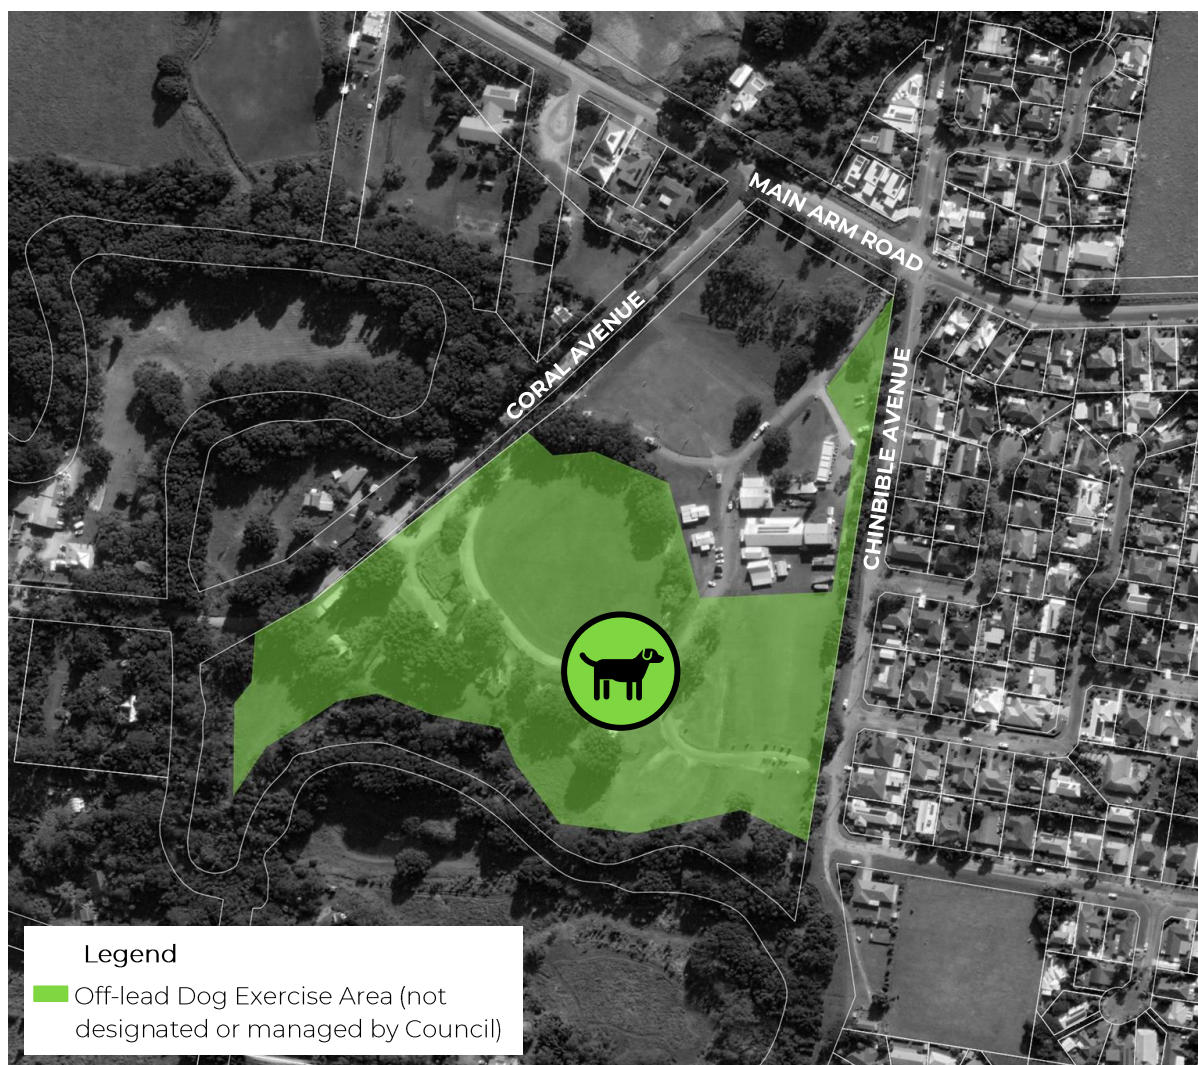 MAIN ARM ROAD
CORAL AVENUE
CHINBIBLE AVENUE
Legend
Off-lead Dog Exercise Area (not
designated or managed by Council)